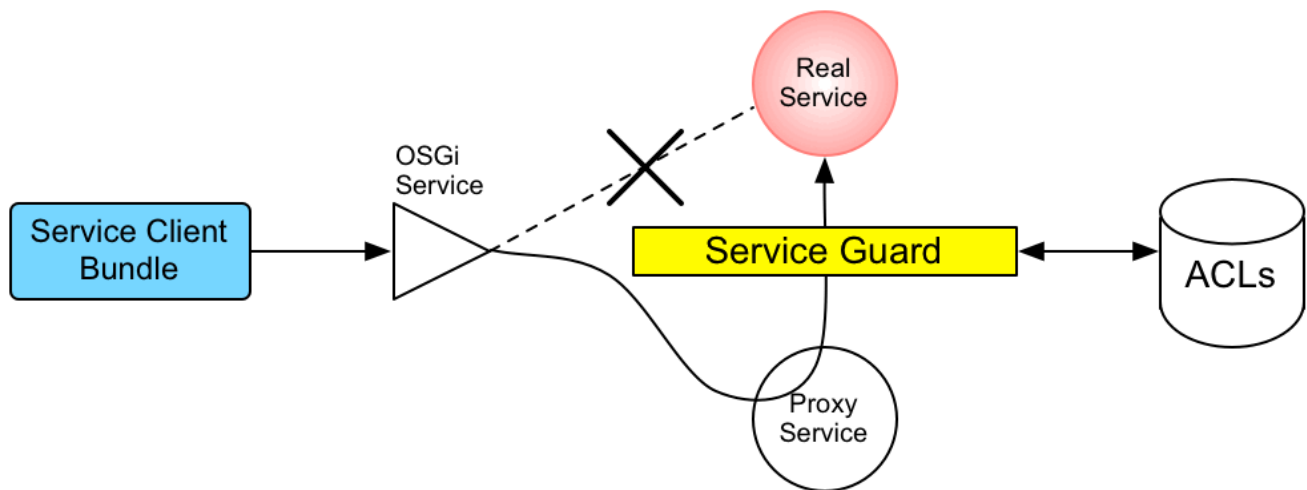 Real
Service
OSGi
Service
Service Client
Bundle
Service Guard
ACLs
Proxy
Service